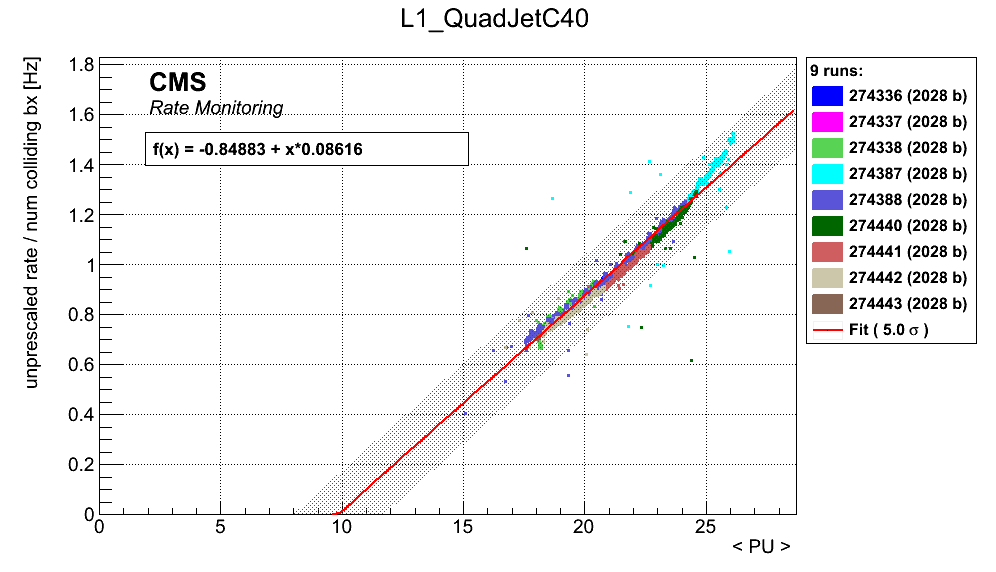 L1_QuadJetC40
unprescaled rate / num colliding bx [Hz]
1.8
1.6
1.4
1.2
1
0.8
0.6
0.4
0.2
0
CMS
Rate Monitoring
f(x) = -0.84883 + x*0.08616
0 5 10 15 20 25
< PU >
9 runs:
274336 (2028 b)
274337 (2028 b)
274338 (2028 b)
274387 (2028 b)
274388 (2028 b)
274440 (2028 b)
274441 (2028 b)
274442 (2028 b)
274443 (2028 b)
Fit ( 5.0 σ )